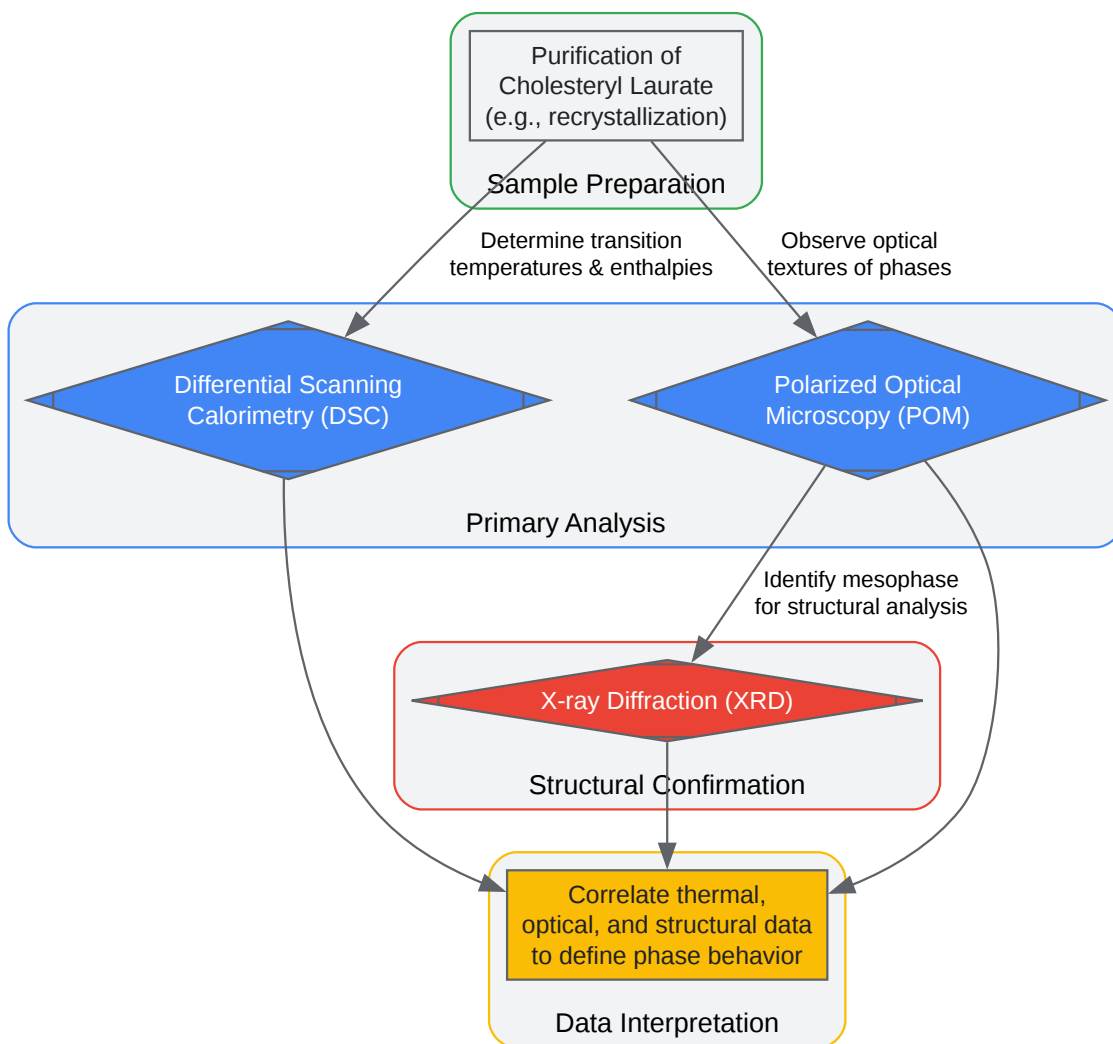 Purification of
Cholesteryl Laurate
(e.g., recrystallization)
Sample Preparation
Determine transition
temperatures & enthalpies
Observe optical
textures of phases
Differential Scanning
Calorimetry (DSC)
Polarized Optical
Microscopy (POM)
Primary Analysis
Identify mesophase
for structural analysis
X-ray Diffraction (XRD)
Structural Confirmation
Correlate thermal,
optical, and structural data
to define phase behavior
Data Interpretation